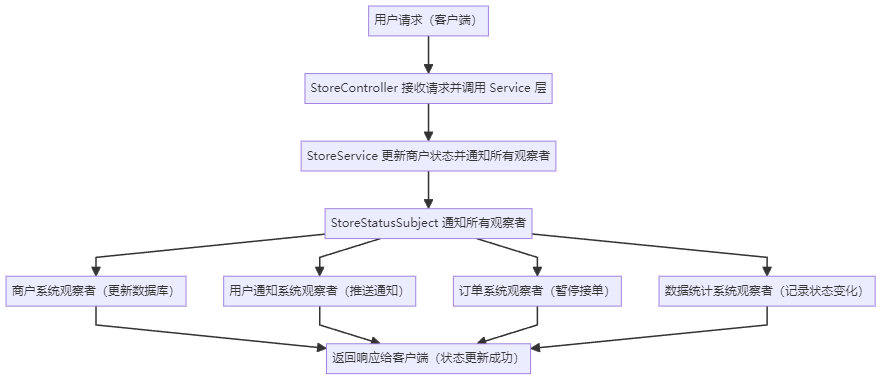 用户请求（客户端）
StoreController 接收请求并调用 Service 层
StoreService 更新商户状态并通知所有观察者
StoreStatusSubject 通知所有观察者
商户系统观察者（更新数据库）
用户通知系统观察者（推送通知）
订单系统观察者（暂停接单）
数据统计系统观察者（记录状态变化）
返回响应给客户端（状态更新成功）